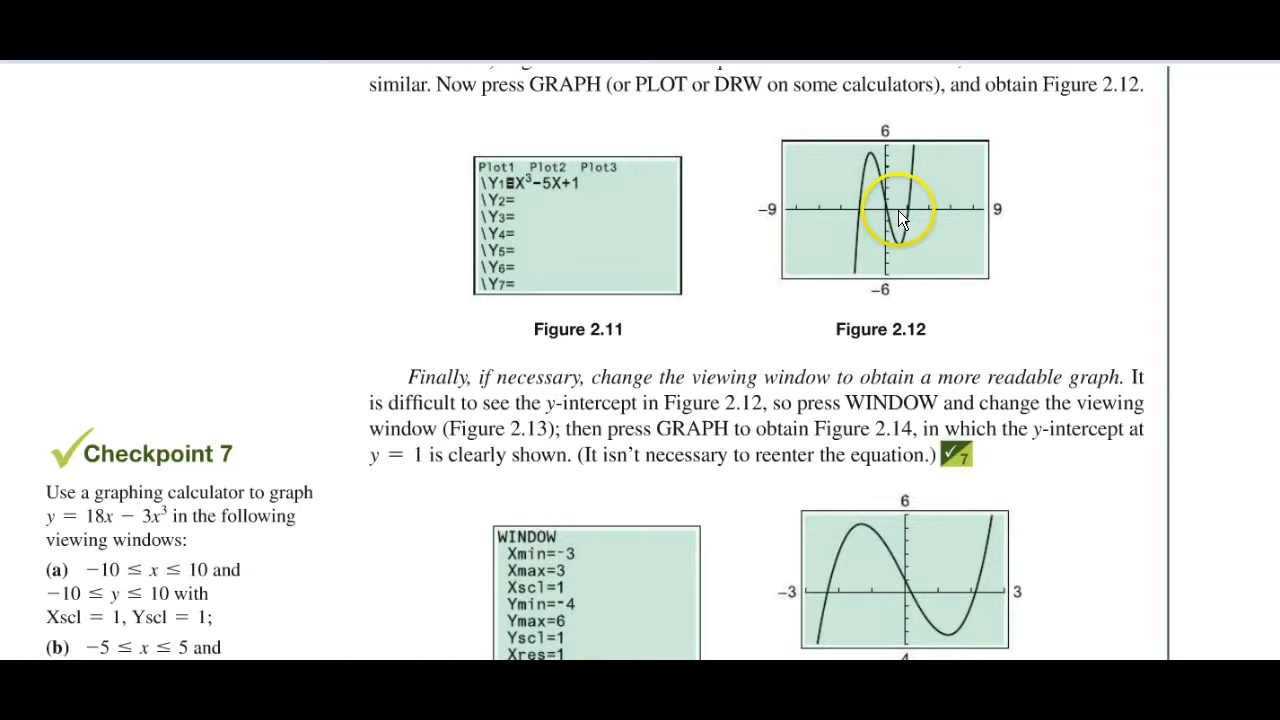 similar. Now press GRAPH (or PLOT or DRW on some calculators), and obtain Figure 2.12.
Plot1 Plot2 Plot3
\Y1=X³-5X+1
\Y2=
\Y3=
\Y4=
\Y5=
\Y6=
\Y7=
6
-9
9
-6
Figure 2.11
Figure 2.12
Finally, if necessary, change the viewing window to obtain a more readable graph. It
is difficult to see the y-intercept in Figure 2.12, so press WINDOW and change the viewing
window (Figure 2.13); then press GRAPH to obtain Figure 2.14, in which the y-intercept at
y = 1 is clearly shown. (It isn't necessary to reenter the equation.) ✓7
Checkpoint 7
Use a graphing calculator to graph
y = 18x − 3x³ in the following
viewing windows:
(a) −10 ≤ x ≤ 10 and
−10 ≤ y ≤ 10 with
Xscl = 1, Yscl = 1;
(b) −5 ≤ x ≤ 5 and
WINDOW
Xmin=-3
Xmax=3
Xscl=1
Ymin=-4
Ymax=6
Yscl=1
Xres=1
6
-3
3